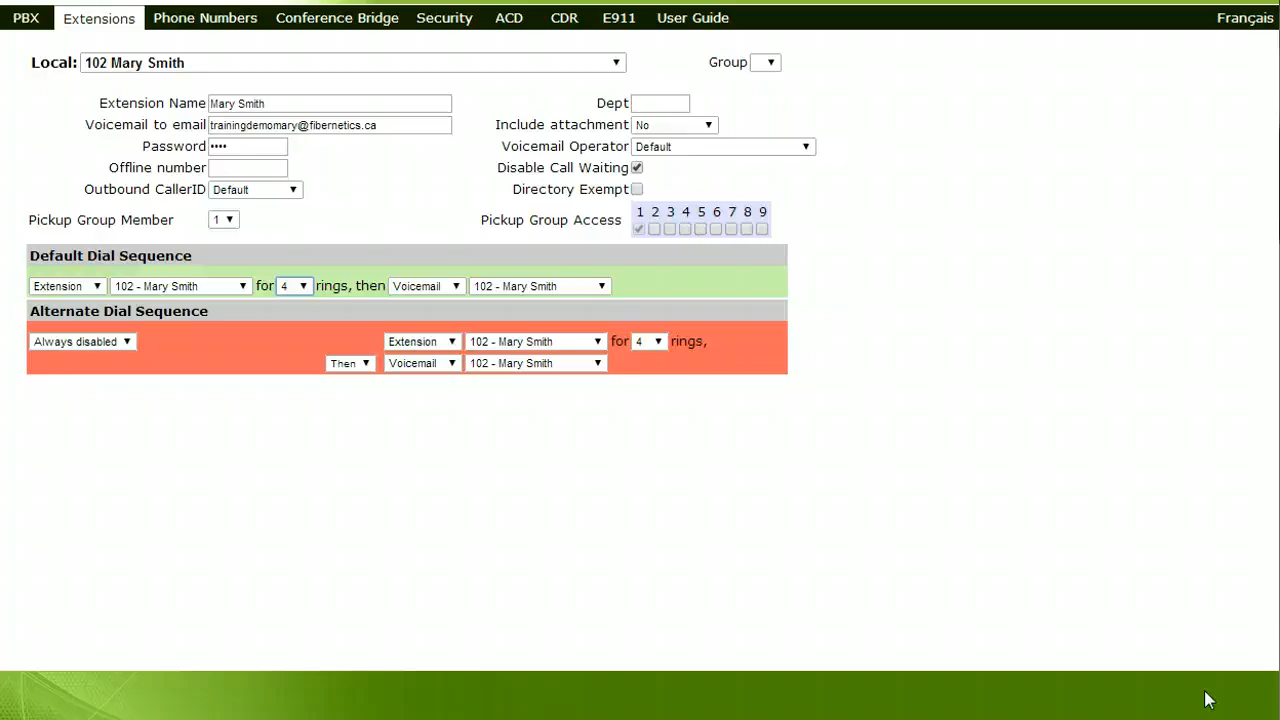 PBX Extensions Phone Numbers Conference Bridge Security ACD CDR E911 User Guide Français
Local: 102 Mary Smith Group
Extension Name Mary Smith Dept
Voicemail to email trainingdemomary@fibernetics.ca Include attachment No
Password •••• Voicemail Operator Default
Offline number Disable Call Waiting
Outbound CallerID Default Directory Exempt
Pickup Group Member 1 Pickup Group Access 1 2 3 4 5 6 7 8 9
Default Dial Sequence
Extension 102 - Mary Smith for 4 rings, then Voicemail 102 - Mary Smith
Alternate Dial Sequence
Always disabled Extension 102 - Mary Smith for 4 rings,
Then Voicemail 102 - Mary Smith